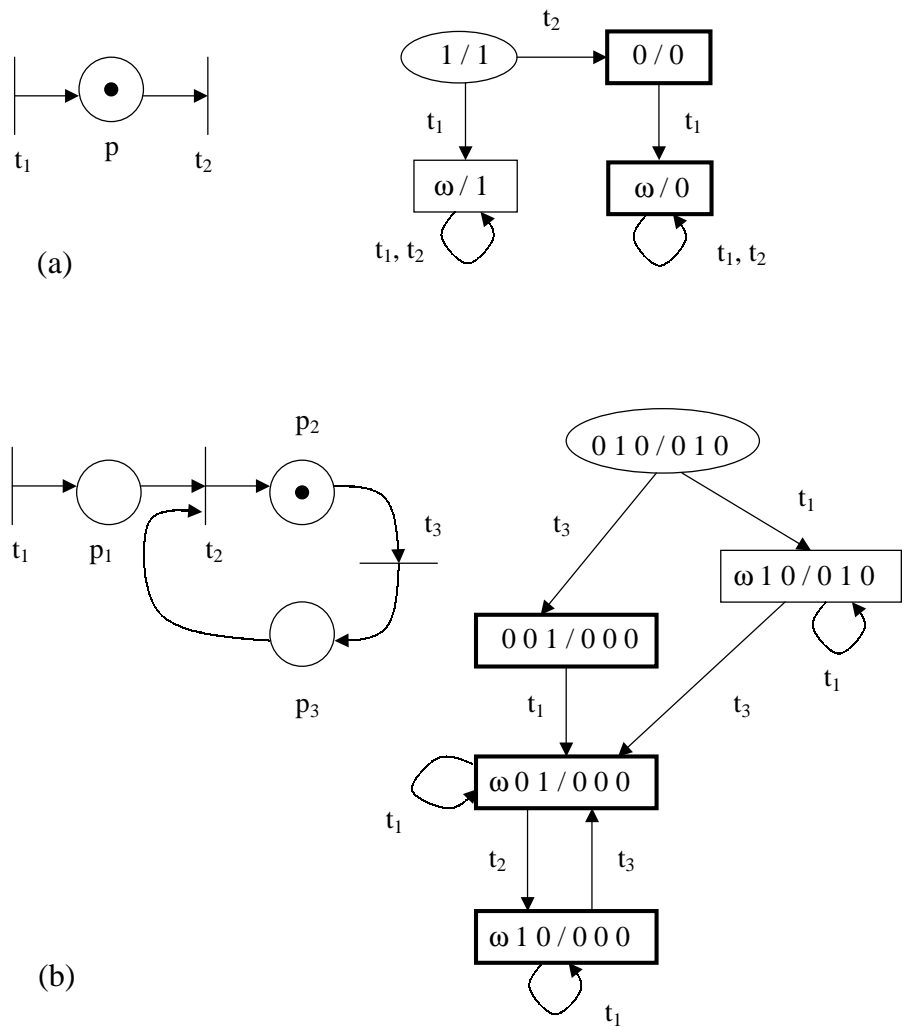 t₂
1 / 1
0 / 0
t₁
p
t₂
t₁
t₁
ω / 1
ω / 0
t₁, t₂
t₁, t₂
(a)
p₂
0 1 0 / 0 1 0
t₁
t₃
t₃
t₁
p₁
t₂
ω 1 0 / 0 1 0
0 0 1 / 0 0 0
t₁
p₃
t₁
t₃
ω 0 1 / 0 0 0
t₁
t₂
t₃
ω 1 0 / 0 0 0
(b)
t₁